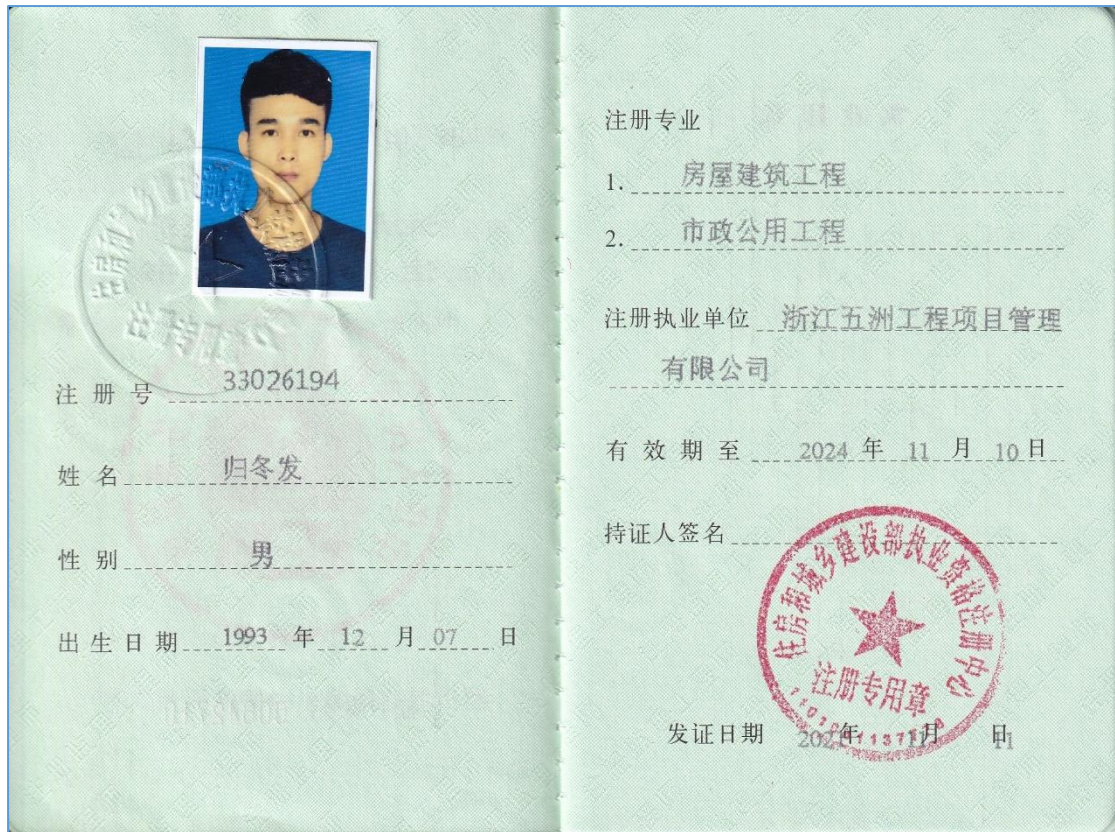 注 册 号 33026194
姓 名 归冬发
性 别 男
出 生 日 期 1993 年 12 月 07 日
注册专业
1. 房屋建筑工程
2. 市政公用工程
注册执业单位 浙江五洲工程项目管理
有限公司
有 效 期 至 2024 年 11 月 10 日
持证人签名
住房和城乡建设部执业资格注册中心
注册专用章
发证日期 2021 年 11 月 11 日